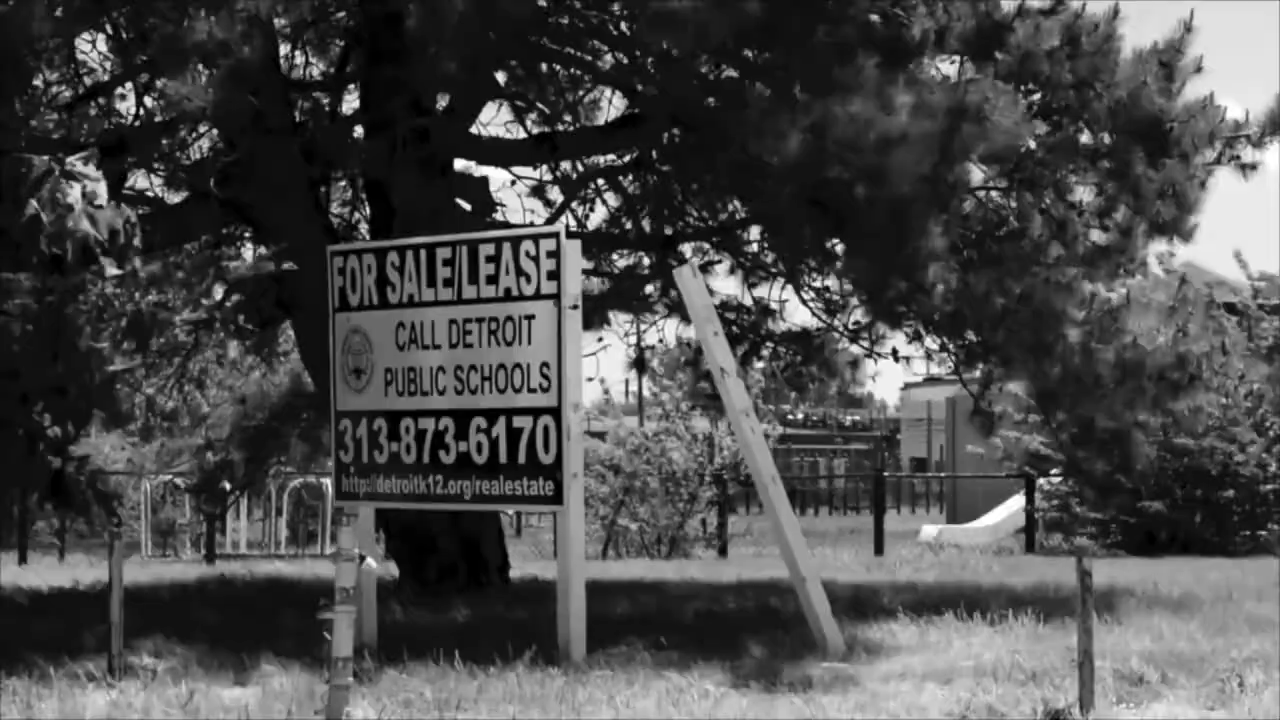 FOR SALE/LEASE
CALL DETROIT
PUBLIC SCHOOLS
313-873-6170
http://detroitk12.org/realestate